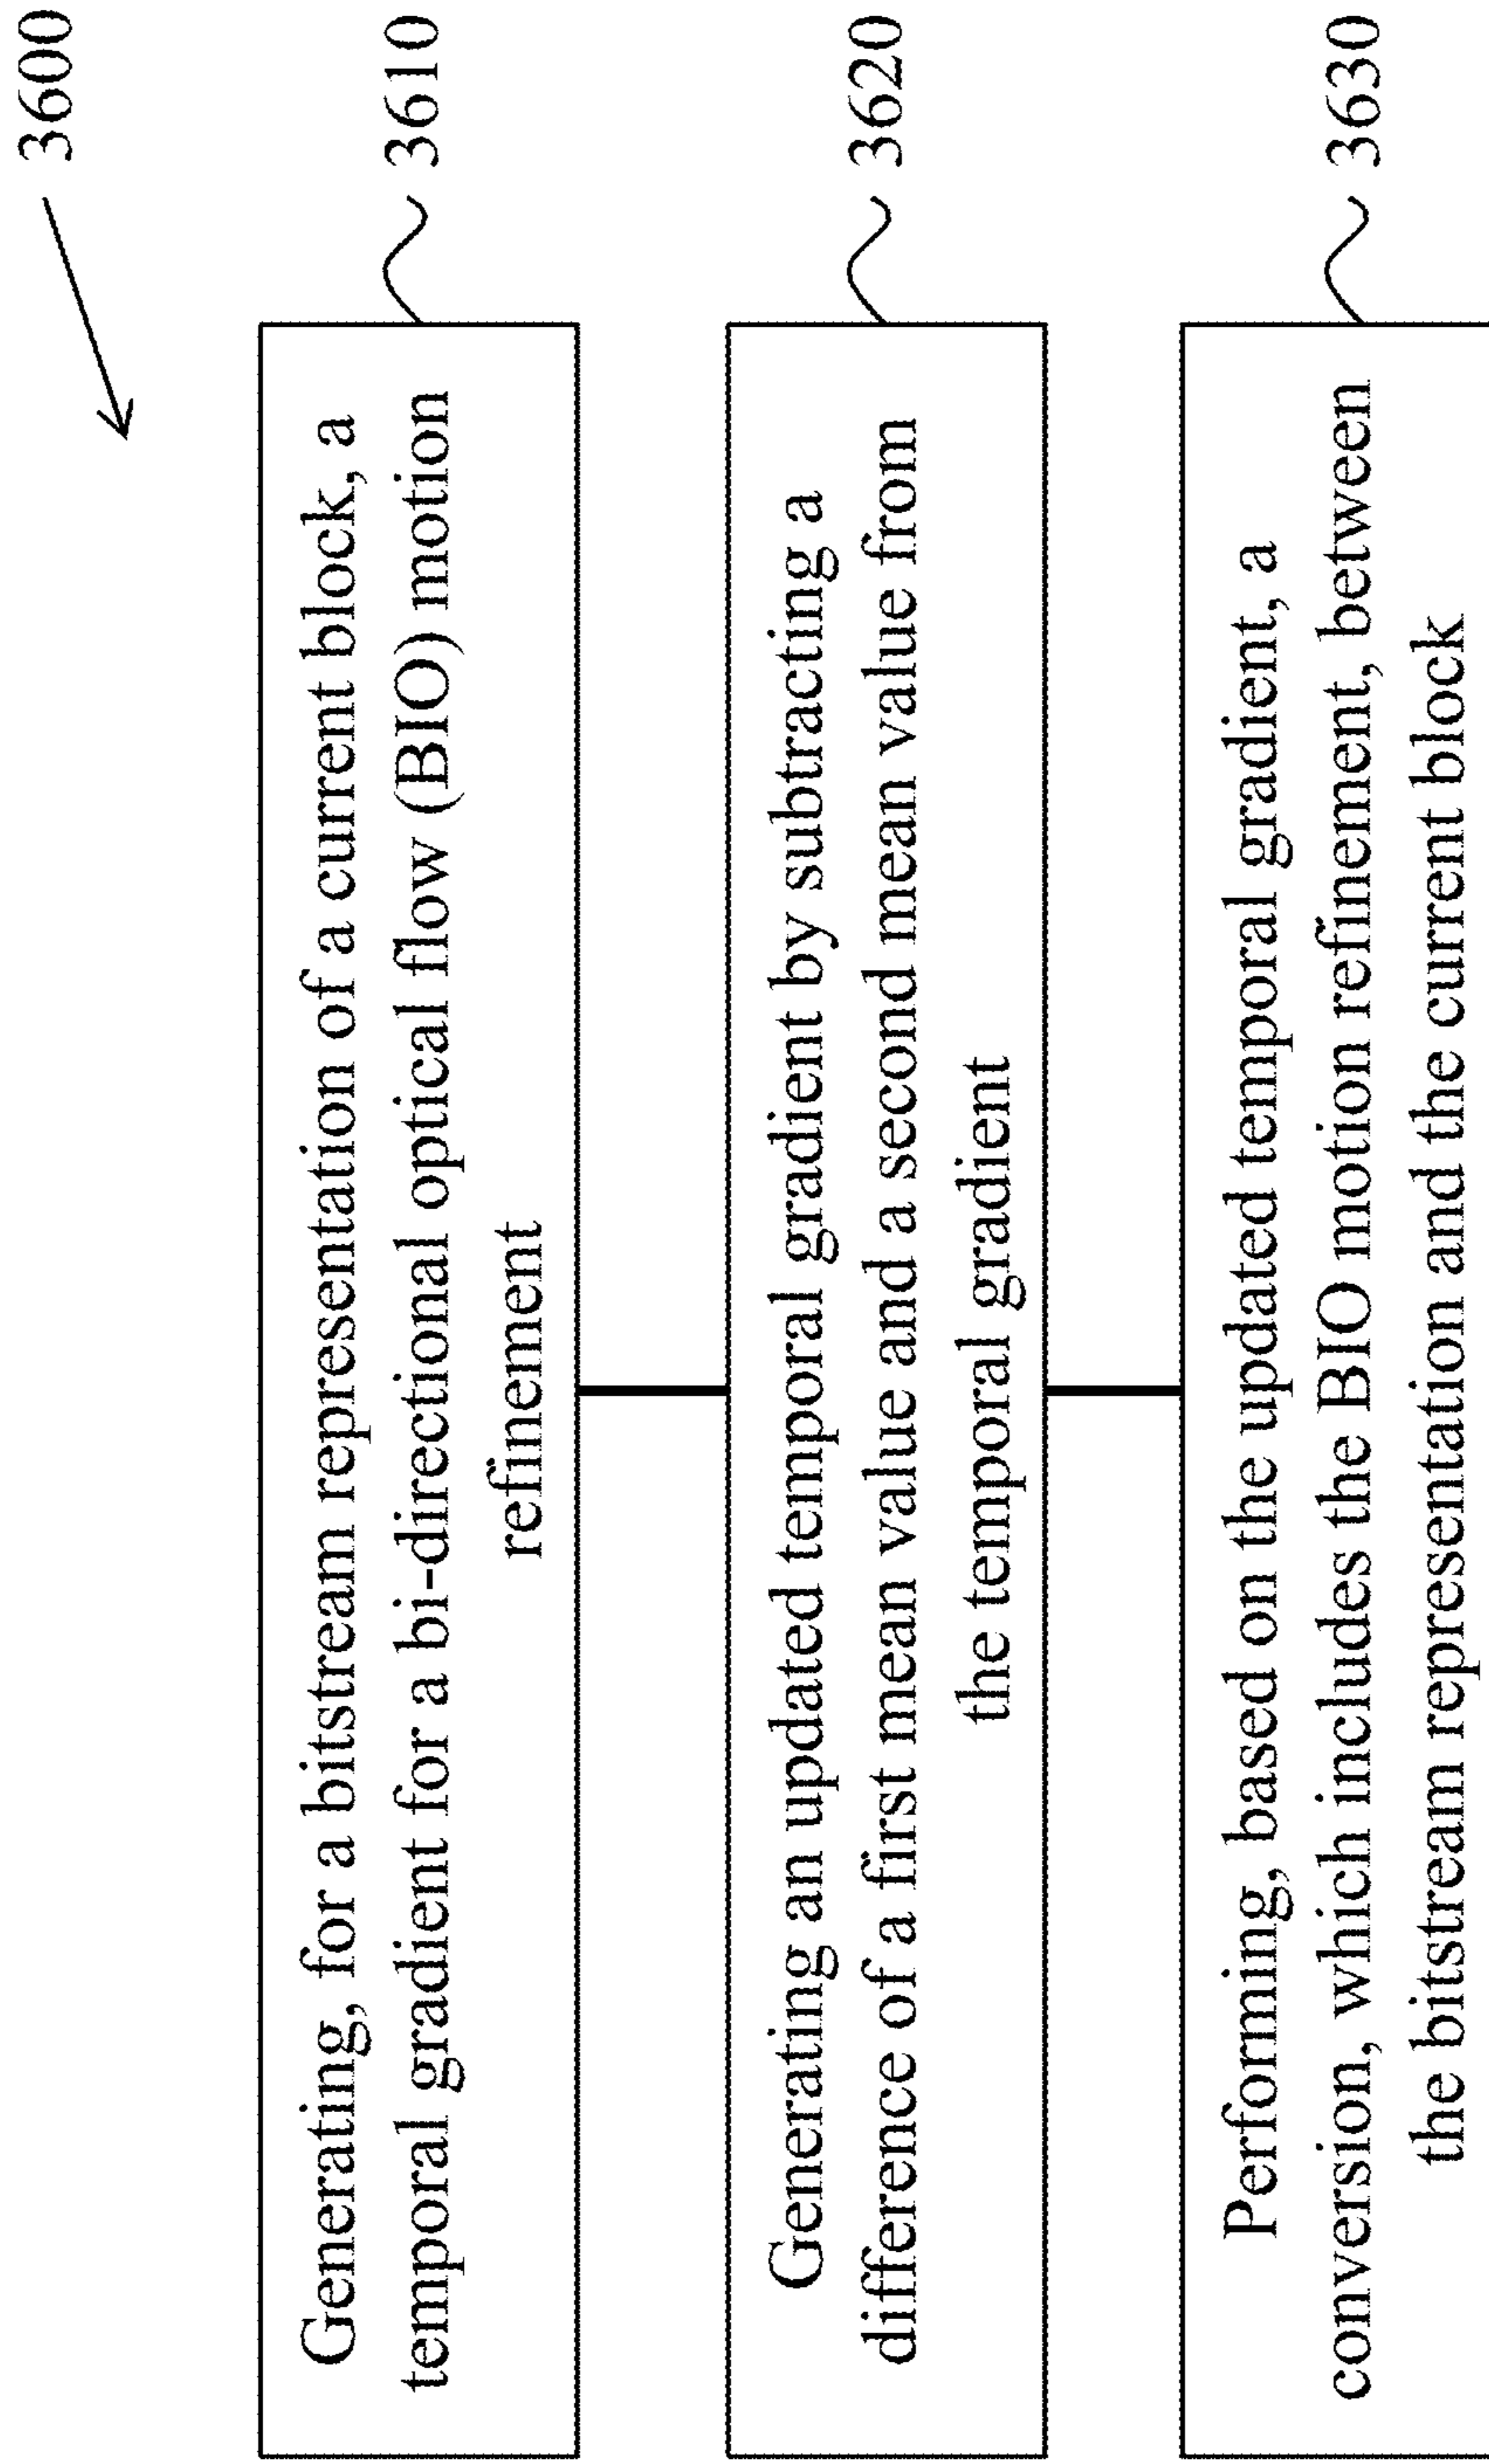 3600
Generating, for a bitstream representation of a current block, a
temporal gradient for a bi-directional optical flow (BIO) motion
refinement
3610
Generating an updated temporal gradient by subtracting a
difference of a first mean value and a second mean value from
the temporal gradient
3620
Performing, based on the updated temporal gradient, a
conversion, which includes the BIO motion refinement, between
the bitstream representation and the current block
3630